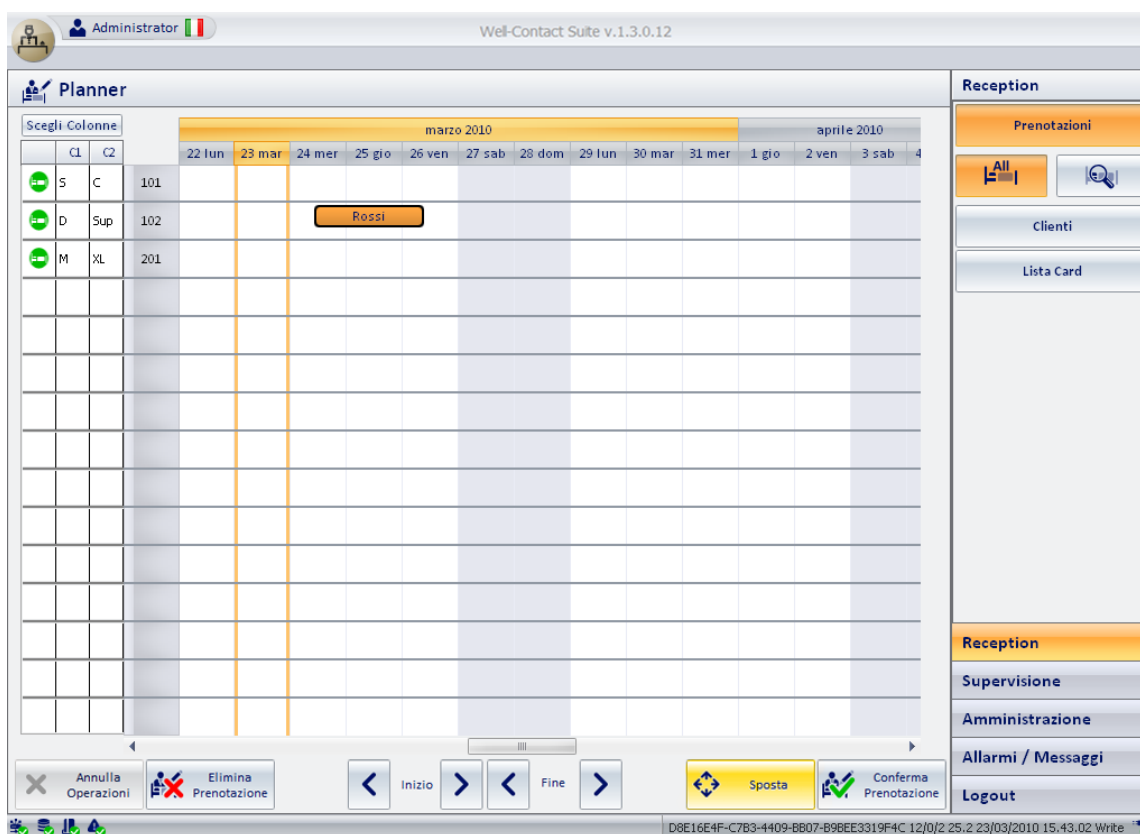 Administrator
Well-Contact Suite v.1.3.0.12
Planner
Reception
Scegli Colonne
marzo 2010
aprile 2010
Prenotazioni
C1 C2
22 lun 23 mar 24 mer 25 gio 26 ven 27 sab 28 dom 29 lun 30 mar 31 mer 1 gio 2 ven 3 sab 4
All
S C 101
D Sup 102 Rossi
Clienti
M XL 201
Lista Card
Reception
Supervisione
Amministrazione
Allarmi / Messaggi
Logout
Annulla
Operazioni
Elimina
Prenotazione
Inizio
Fine
Sposta
Conferma
Prenotazione
D8E16E4F-C7B3-4409-BB07-B9BEE3319F4C 12/0/2 25.2 23/03/2010 15.43.02 Write